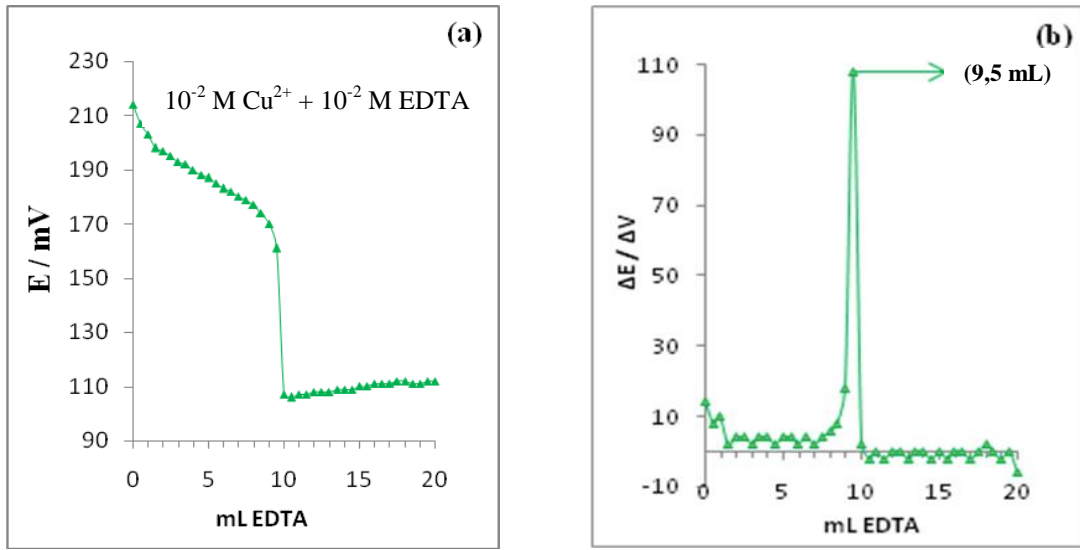 (a)
230
210
190
170
150
130
110
90
E / mV
10⁻² M Cu²⁺ + 10⁻² M EDTA
0 5 10 15 20
mL EDTA
(b)
110
90
70
50
30
10
-10
ΔE / ΔV
(9,5 mL)
0 5 10 15 20
mL EDTA